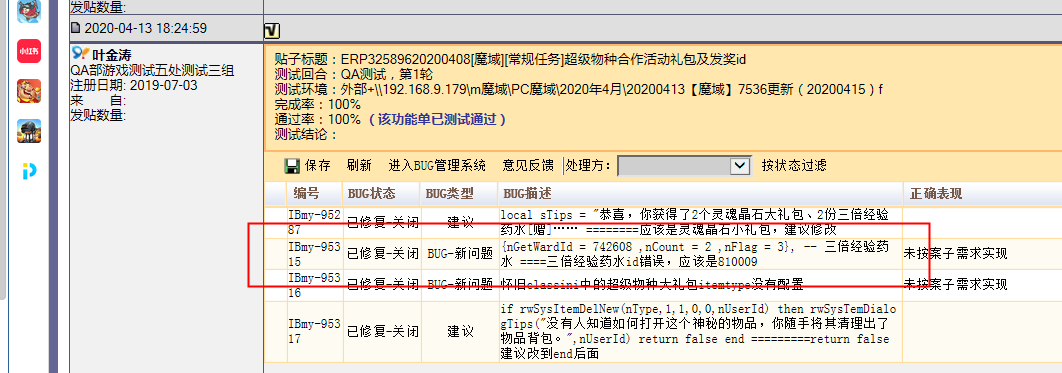 发贴数量:
2020-04-13 18:24:59
小红书
叶金涛
QA部游戏测试五处测试三组
注册日期: 2019-07-03
来 自:
发贴数量:
贴子标题：ERP32589620200408[魔域][常规任务]超级物种合作活动礼包及发奖id
测试回合：QA测试，第1轮
测试环境：外部+\\192.168.9.179\m魔域\PC魔域\2020年4月\20200413【魔域】7536更新（20200415）f
完成率：100%
通过率：100%（该功能单已测试通过）
测试结论：
保存 刷新 进入BUG管理系统 意见反馈 处理方: 按状态过滤
编号 BUG状态 BUG类型 BUG描述 正确表现
IBmy-952 87 已修复-关闭 建议 local sTips = "恭喜，你获得了2个灵魂晶石大礼包、2份三倍经验
药水[赠]…… ========应该是灵魂晶石小礼包，建议修改
IBmy-953 15 已修复-关闭 BUG-新问题 {nGetWardId = 742608 ,nCount = 2 ,nFlag = 3}, -- 三倍经验药
水 ====三倍经验药水id错误，应该是810009 未按案子需求实现
IBmy-953 16 已修复-关闭 BUG-新问题 怀旧classini中的超级物种大礼包itemtype没有配置 未按案子需求实现
IBmy-953 17 已修复-关闭 建议 if rwSysItemDelNew(nType,1,1,0,0,nUserId) then rwSysTemDialo
gTips("没有人知道如何打开这个神秘的物品，你随手将其清理出了
物品背包。",nUserId) return false end =========return false
建议改到end后面